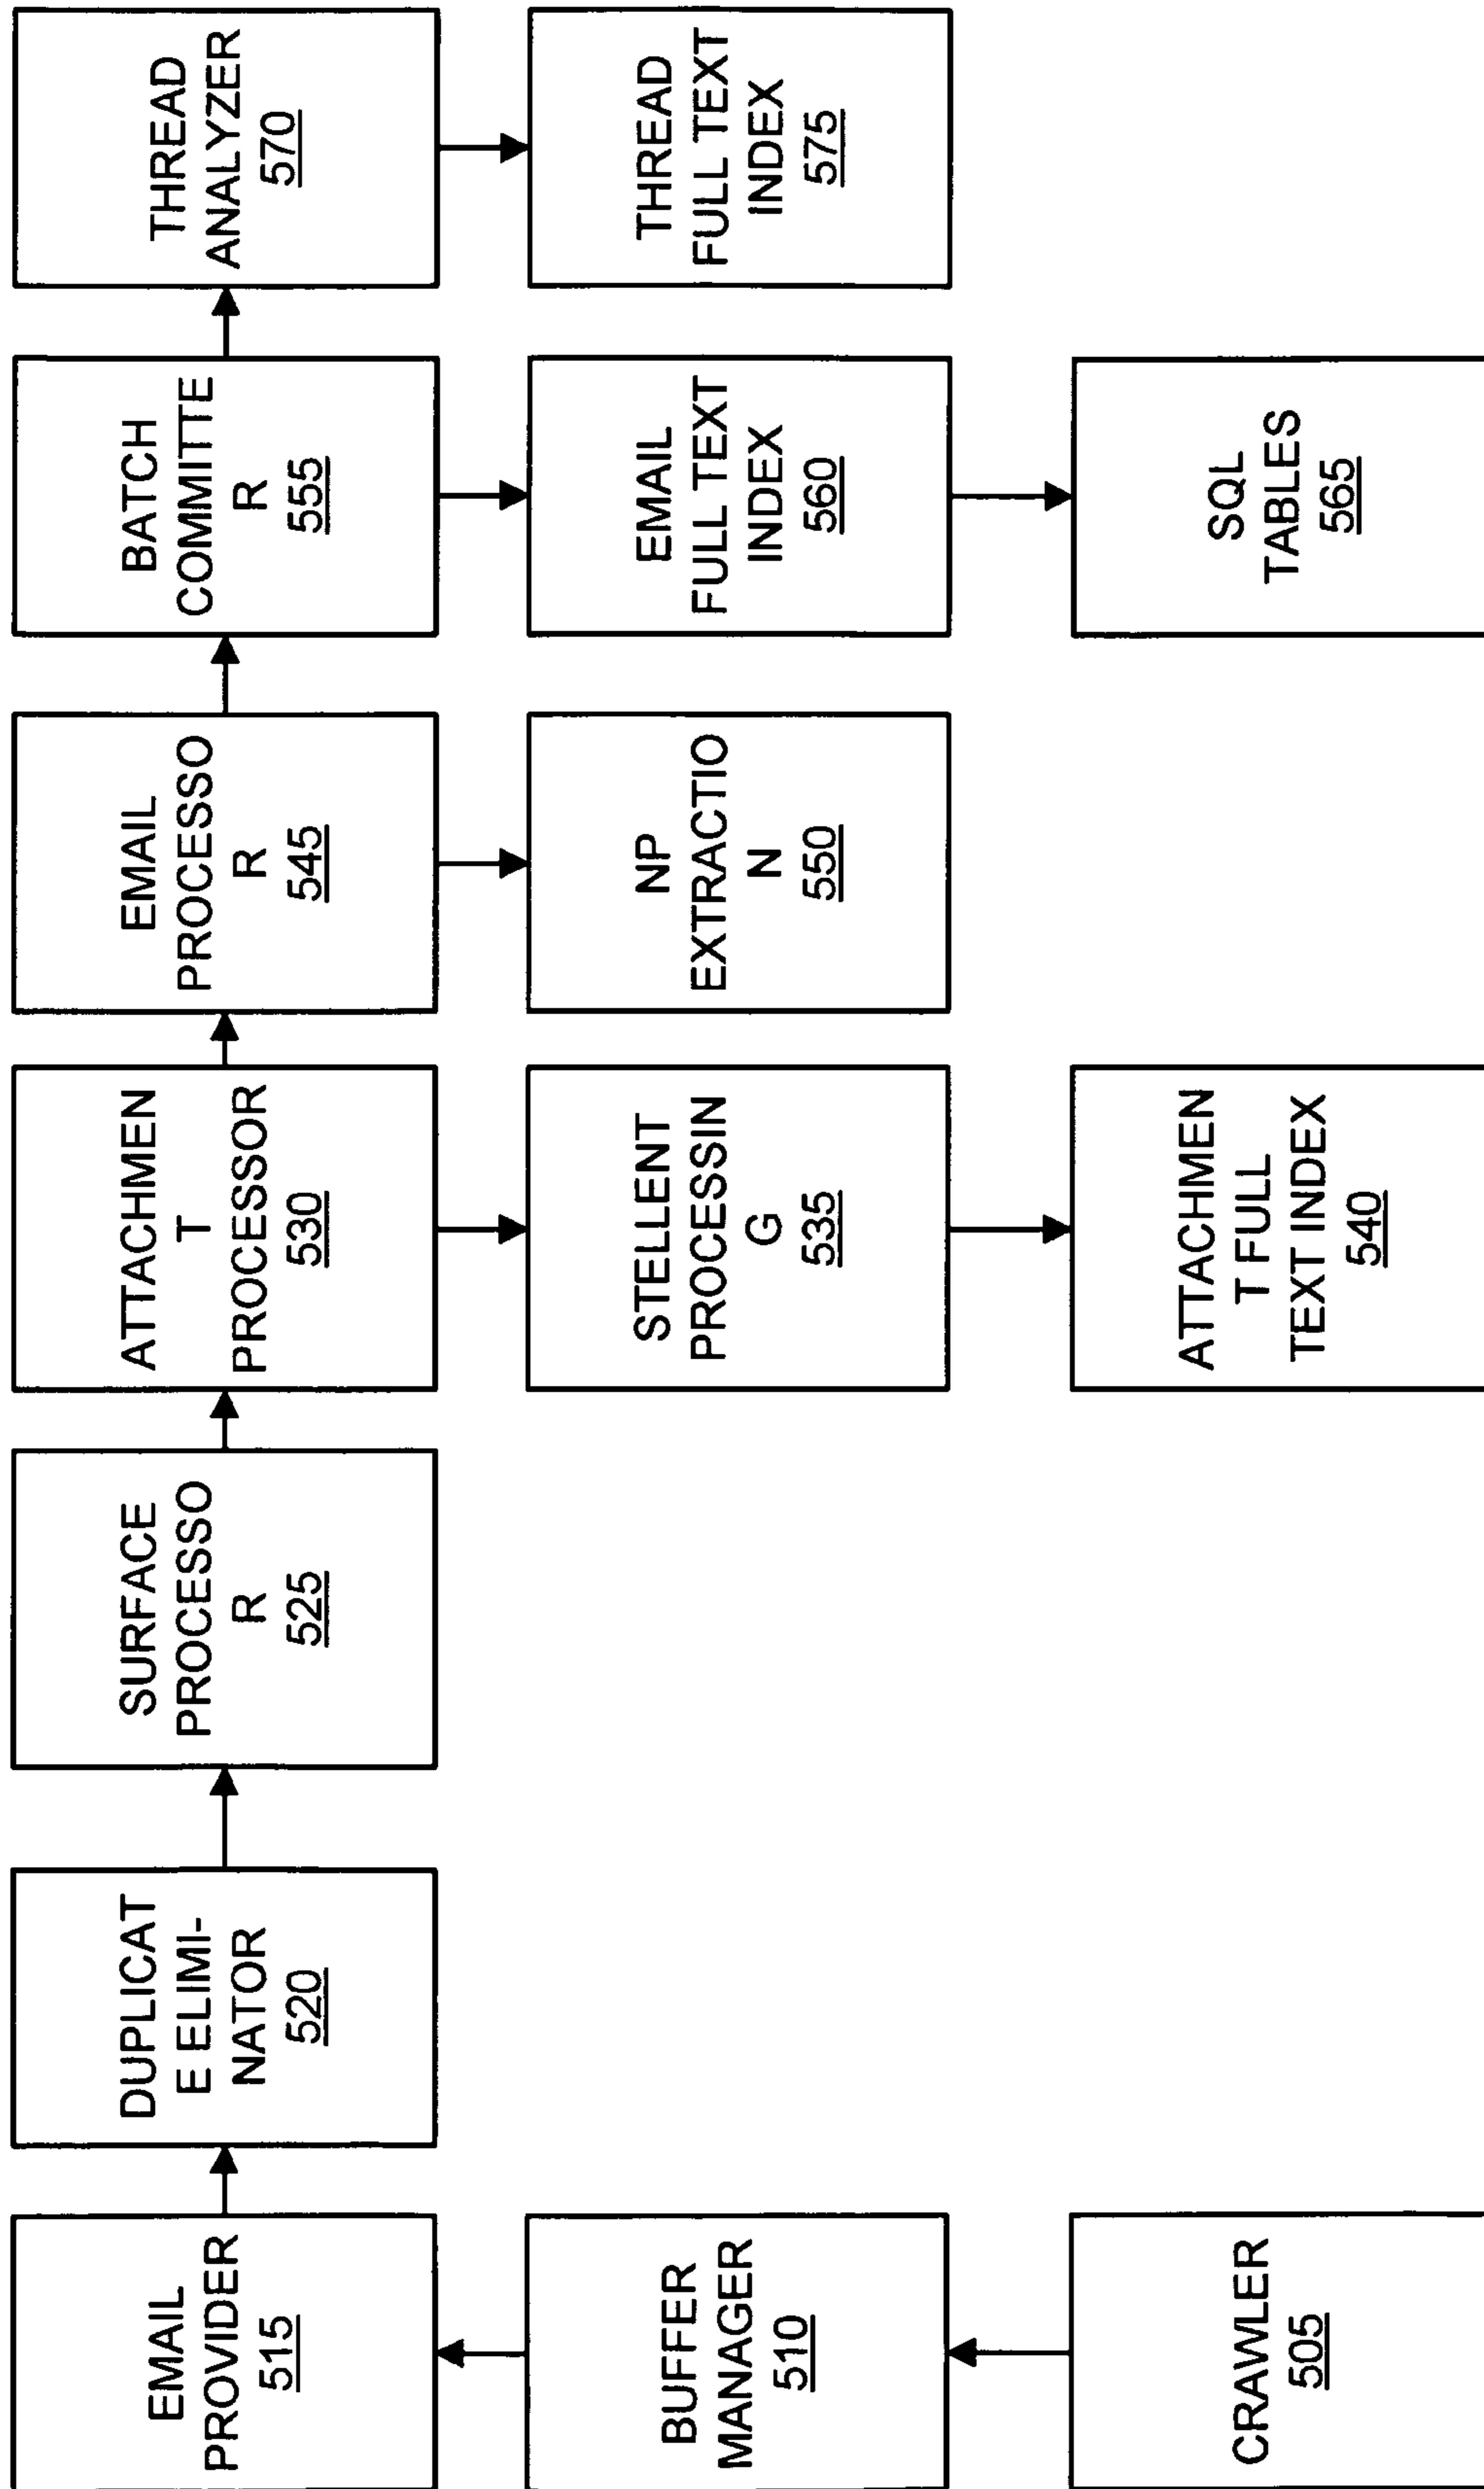 EMAIL
PROVIDER
515
DUPLICAT
E ELIMI-
NATOR
520
SURFACE
PROCESSO
R
525
ATTACHMEN
T
PROCESSOR
530
EMAIL
PROCESSO
R
545
BATCH
COMMITTE
R
555
THREAD
ANALYZER
570
BUFFER
MANAGER
510
STELLENT
PROCESSIN
G
535
NP
EXTRACTIO
N
550
EMAIL
FULL TEXT
INDEX
560
THREAD
FULL TEXT
INDEX
575
CRAWLER
505
ATTACHMEN
T FULL
TEXT INDEX
540
SQL
TABLES
565